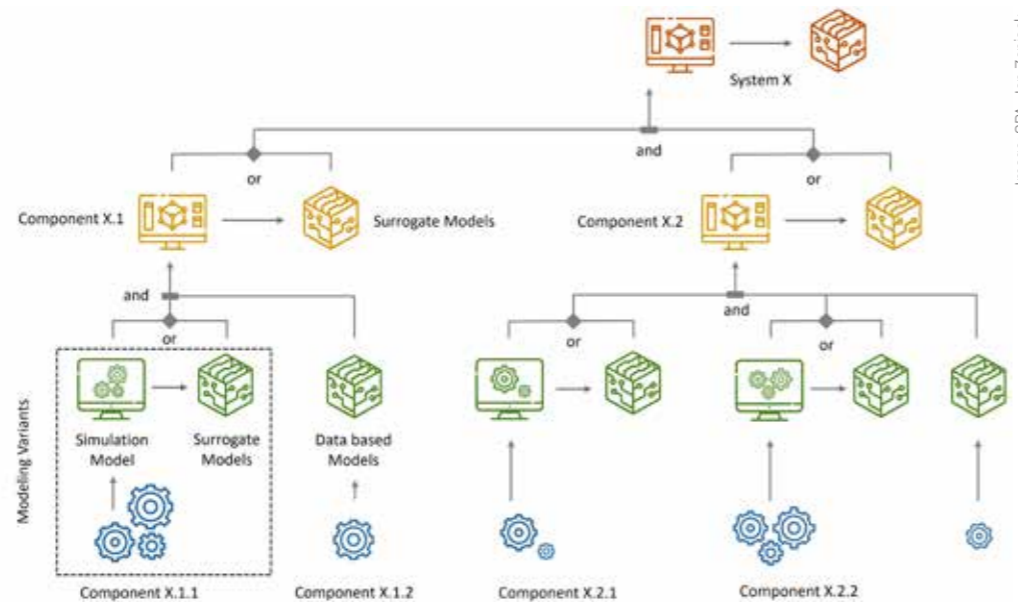 System X
and
or
or
Component X.1
Surrogate Models
Component X.2
and
and
or
or
or
Modeling Variants
Simulation
Model
Surrogate
Models
Data based
Models
Component X.1.1
Component X.1.2
Component X.2.1
Component X.2.2